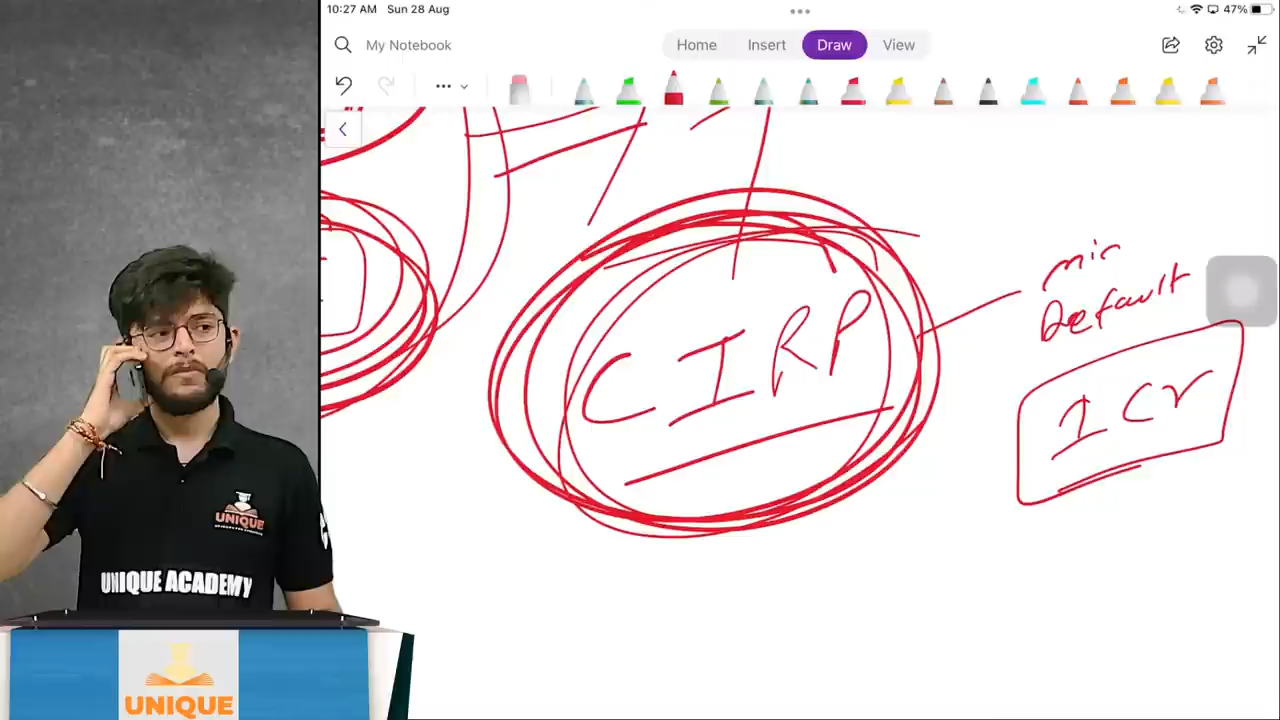 10:27 AM Sun 28 Aug
47%
My Notebook
Home Insert Draw View
min
Default
CIRP
1 Cr
UNIQUE
UNIQUE ACADEMY
UNIQUE